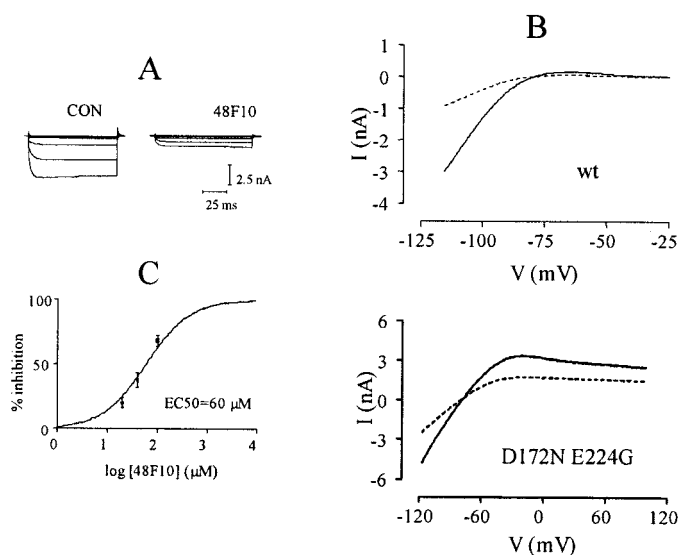 A
CON
48F10
2.5 nA
25 ms
B
I (nA)
1
0
-1
-2
-3
-4
wt
-125
-100
-75
-50
-25
V (mV)
C
% inhibition
100
50
0
EC50=60 µM
0
1
2
3
4
log [48F10] (µM)
I (nA)
6
3
0
-3
-6
D172N E224G
-120
-60
0
60
120
V (mV)